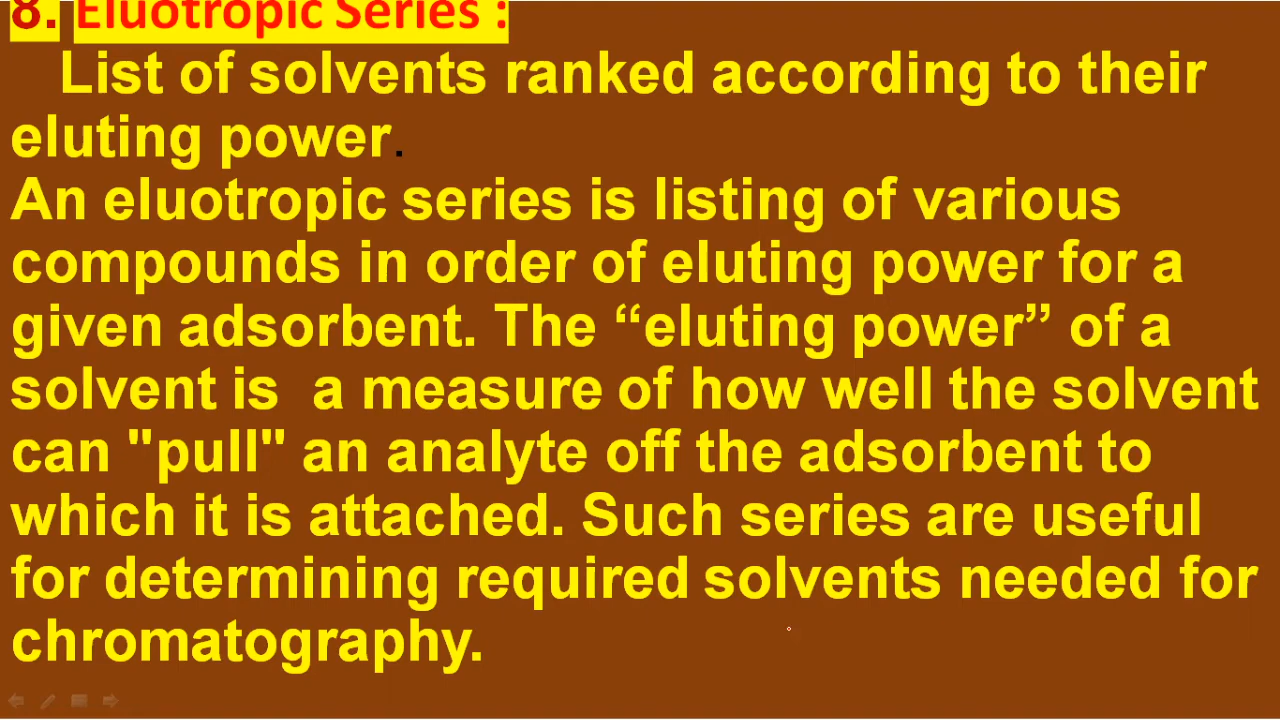 8. Eluotropic Series :
List of solvents ranked according to their
eluting power.
An eluotropic series is listing of various
compounds in order of eluting power for a
given adsorbent. The “eluting power” of a
solvent is  a measure of how well the solvent
can "pull" an analyte off the adsorbent to
which it is attached. Such series are useful
for determining required solvents needed for
chromatography.